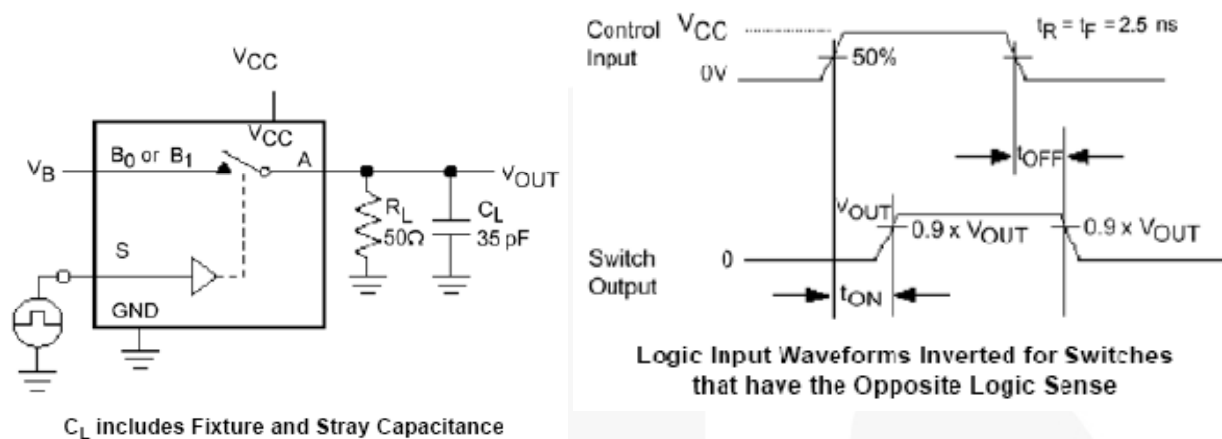 VCC
VCC
VB
B0 or B1
A
VOUT
RL
50Ω
CL
35 pF
S
GND
CL includes Fixture and Stray Capacitance
Control
Input
VCC
0V
50%
tR = tF = 2.5 ns
tOFF
VOUT
0.9 x VOUT
0.9 x VOUT
Switch
Output
0
tON
Logic Input Waveforms Inverted for Switches
that have the Opposite Logic Sense